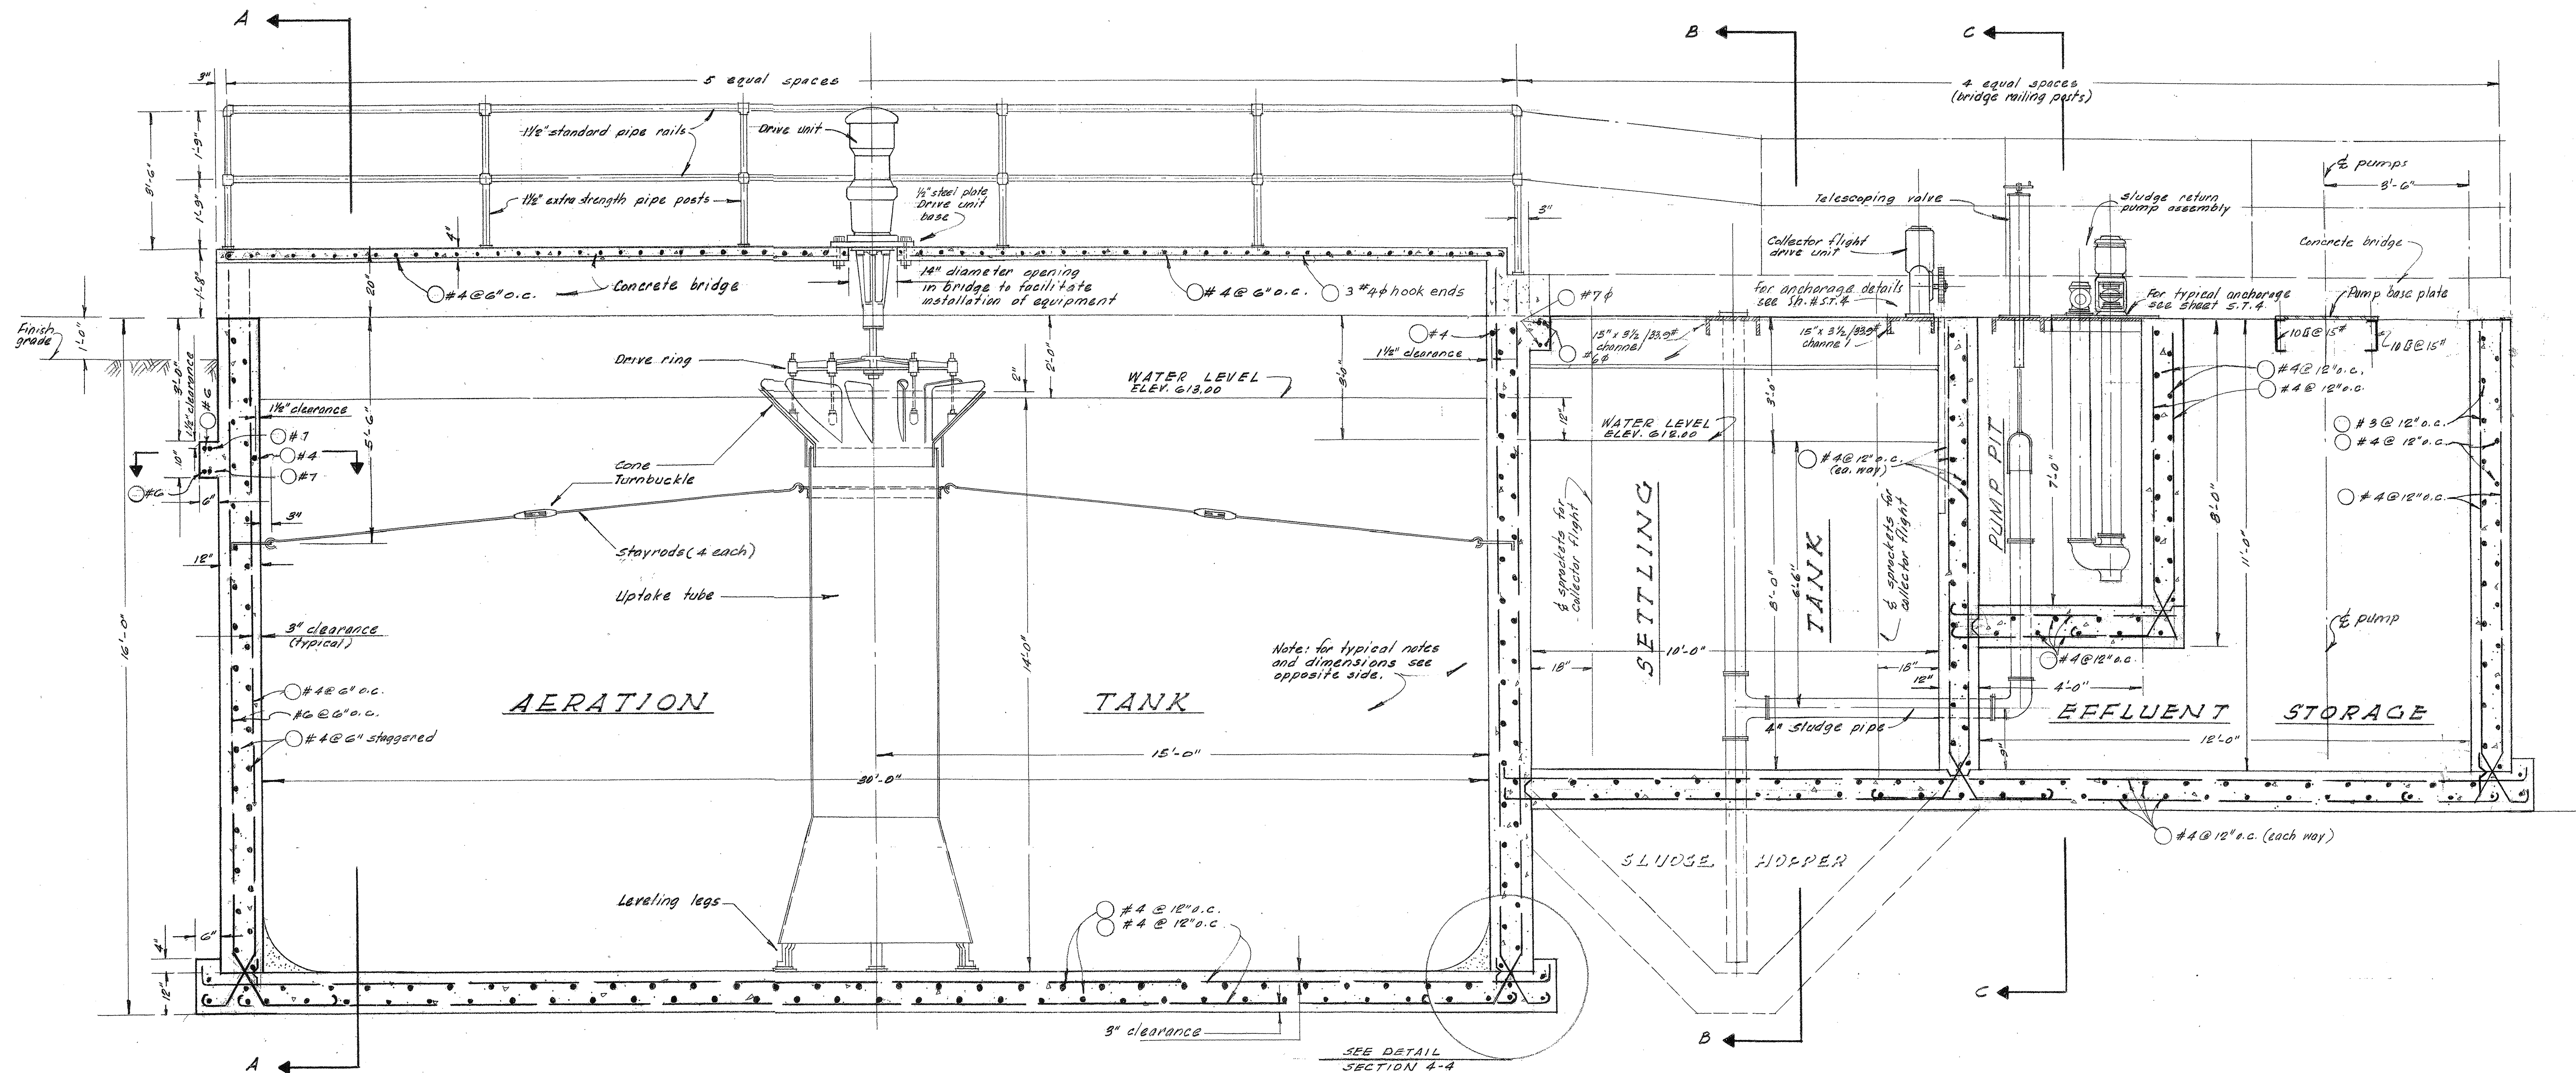 A
B
C
3"
5 equal spaces
4 equal spaces
(bridge railing posts)
1½" standard pipe rails
Drive unit
3'-6"
1'-9"
1'-9"
1½" extra strength pipe posts
½" steel plate
Drive unit
base
3"
₵ pumps
3'-6"
Telescoping valve
Sludge return
pump assembly
4"
Collector flight
drive unit
Concrete bridge
1'-8"
20"
#4@6"o.c.
Concrete bridge
14" diameter opening
in bridge to facilitate
installation of equipment
#4@6"o.c.
3 #4φ hook ends
#7φ
For anchorage details
see Sh.#S.T.4
For typical anchorage
see sheet S.T.4.
Pump base plate
Finish
grade
1'-0"
#4
1½" clearance
15" x 3½/33.9#
channel
#6φ
15" x 3½/33.9#
channel
10[@15#
10[@15#
Drive ring
2"
2'-0"
3'-0"
WATER LEVEL
ELEV. 613.00
3'-0"
1½" clearance
#6
1½" clearance
#4@12"o.c.
#4@12"o.c.
12"
WATER LEVEL
ELEV. 612.00
3'-0"
#3@12"o.c.
#4@12"o.c.
5'-6"
#7
#4
#7
10"
#6
6"
Cone
Turnbuckle
#4@12"o.c.
(ea. way)
PUMP PIT
7'-0"
8'-0"
#4@12"o.c.
3"
12"
Stayrods (4 each)
₵ sprockets for
collector flight
SETTLING
TANK
8'-0"
6'-6"
₵ sprockets for
collector flight
11'-0"
Uptake tube
16'-0"
3" clearance
(typical)
14'-0"
Note: for typical notes
and dimensions see
opposite side.
10'-0"
18"
18"
12"
#4@12"o.c.
₵ pump
4'-0"
#4@6"o.c.
#6@6"o.c.
#4@6" staggered
AERATION
TANK
4" sludge pipe
EFFLUENT
STORAGE
15'-0"
12'-0"
9"
30'-0"
SLUDGE HOPPER
#4@12"o.c. (each way)
Leveling legs
#4 @ 12"o.c.
#4 @ 12"o.c
6"
4"
12"
3" clearance
C
B
SEE DETAIL
SECTION 4-4
A